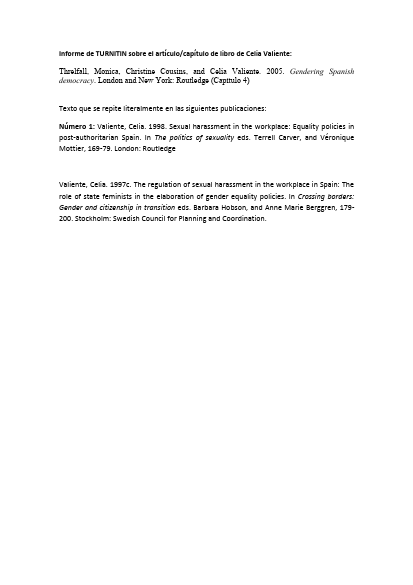 Informe de TURNITIN sobre el artículo/capítulo de libro de Celia Valiente:
Threlfall, Monica, Christine Cousins, and Celia Valiente. 2005. Gendering Spanish
democracy. London and New York: Routledge (Capítulo 4)
Texto que se repite literalmente en las siguientes publicaciones:
Número 1: Valiente, Celia. 1998. Sexual harassment in the workplace: Equality policies in
post-authoritarian Spain. In The politics of sexuality eds. Terrell Carver, and Véronique
Mottier, 169-79. London: Routledge
Valiente, Celia. 1997c. The regulation of sexual harassment in the workplace in Spain: The
role of state feminists in the elaboration of gender equality policies. In Crossing borders:
Gender and citizenship in transition eds. Barbara Hobson, and Anne Marie Berggren, 179-
200. Stockholm: Swedish Council for Planning and Coordination.